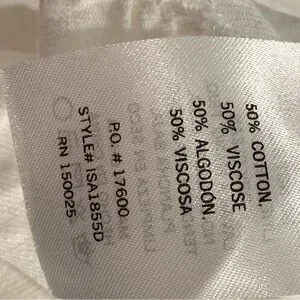 50% COTTON.
50% VISCOSE
50% ALGODÓN.
50% VISCOSA
P.O. # 17600
STYLE# ISA1855D
RN 150025